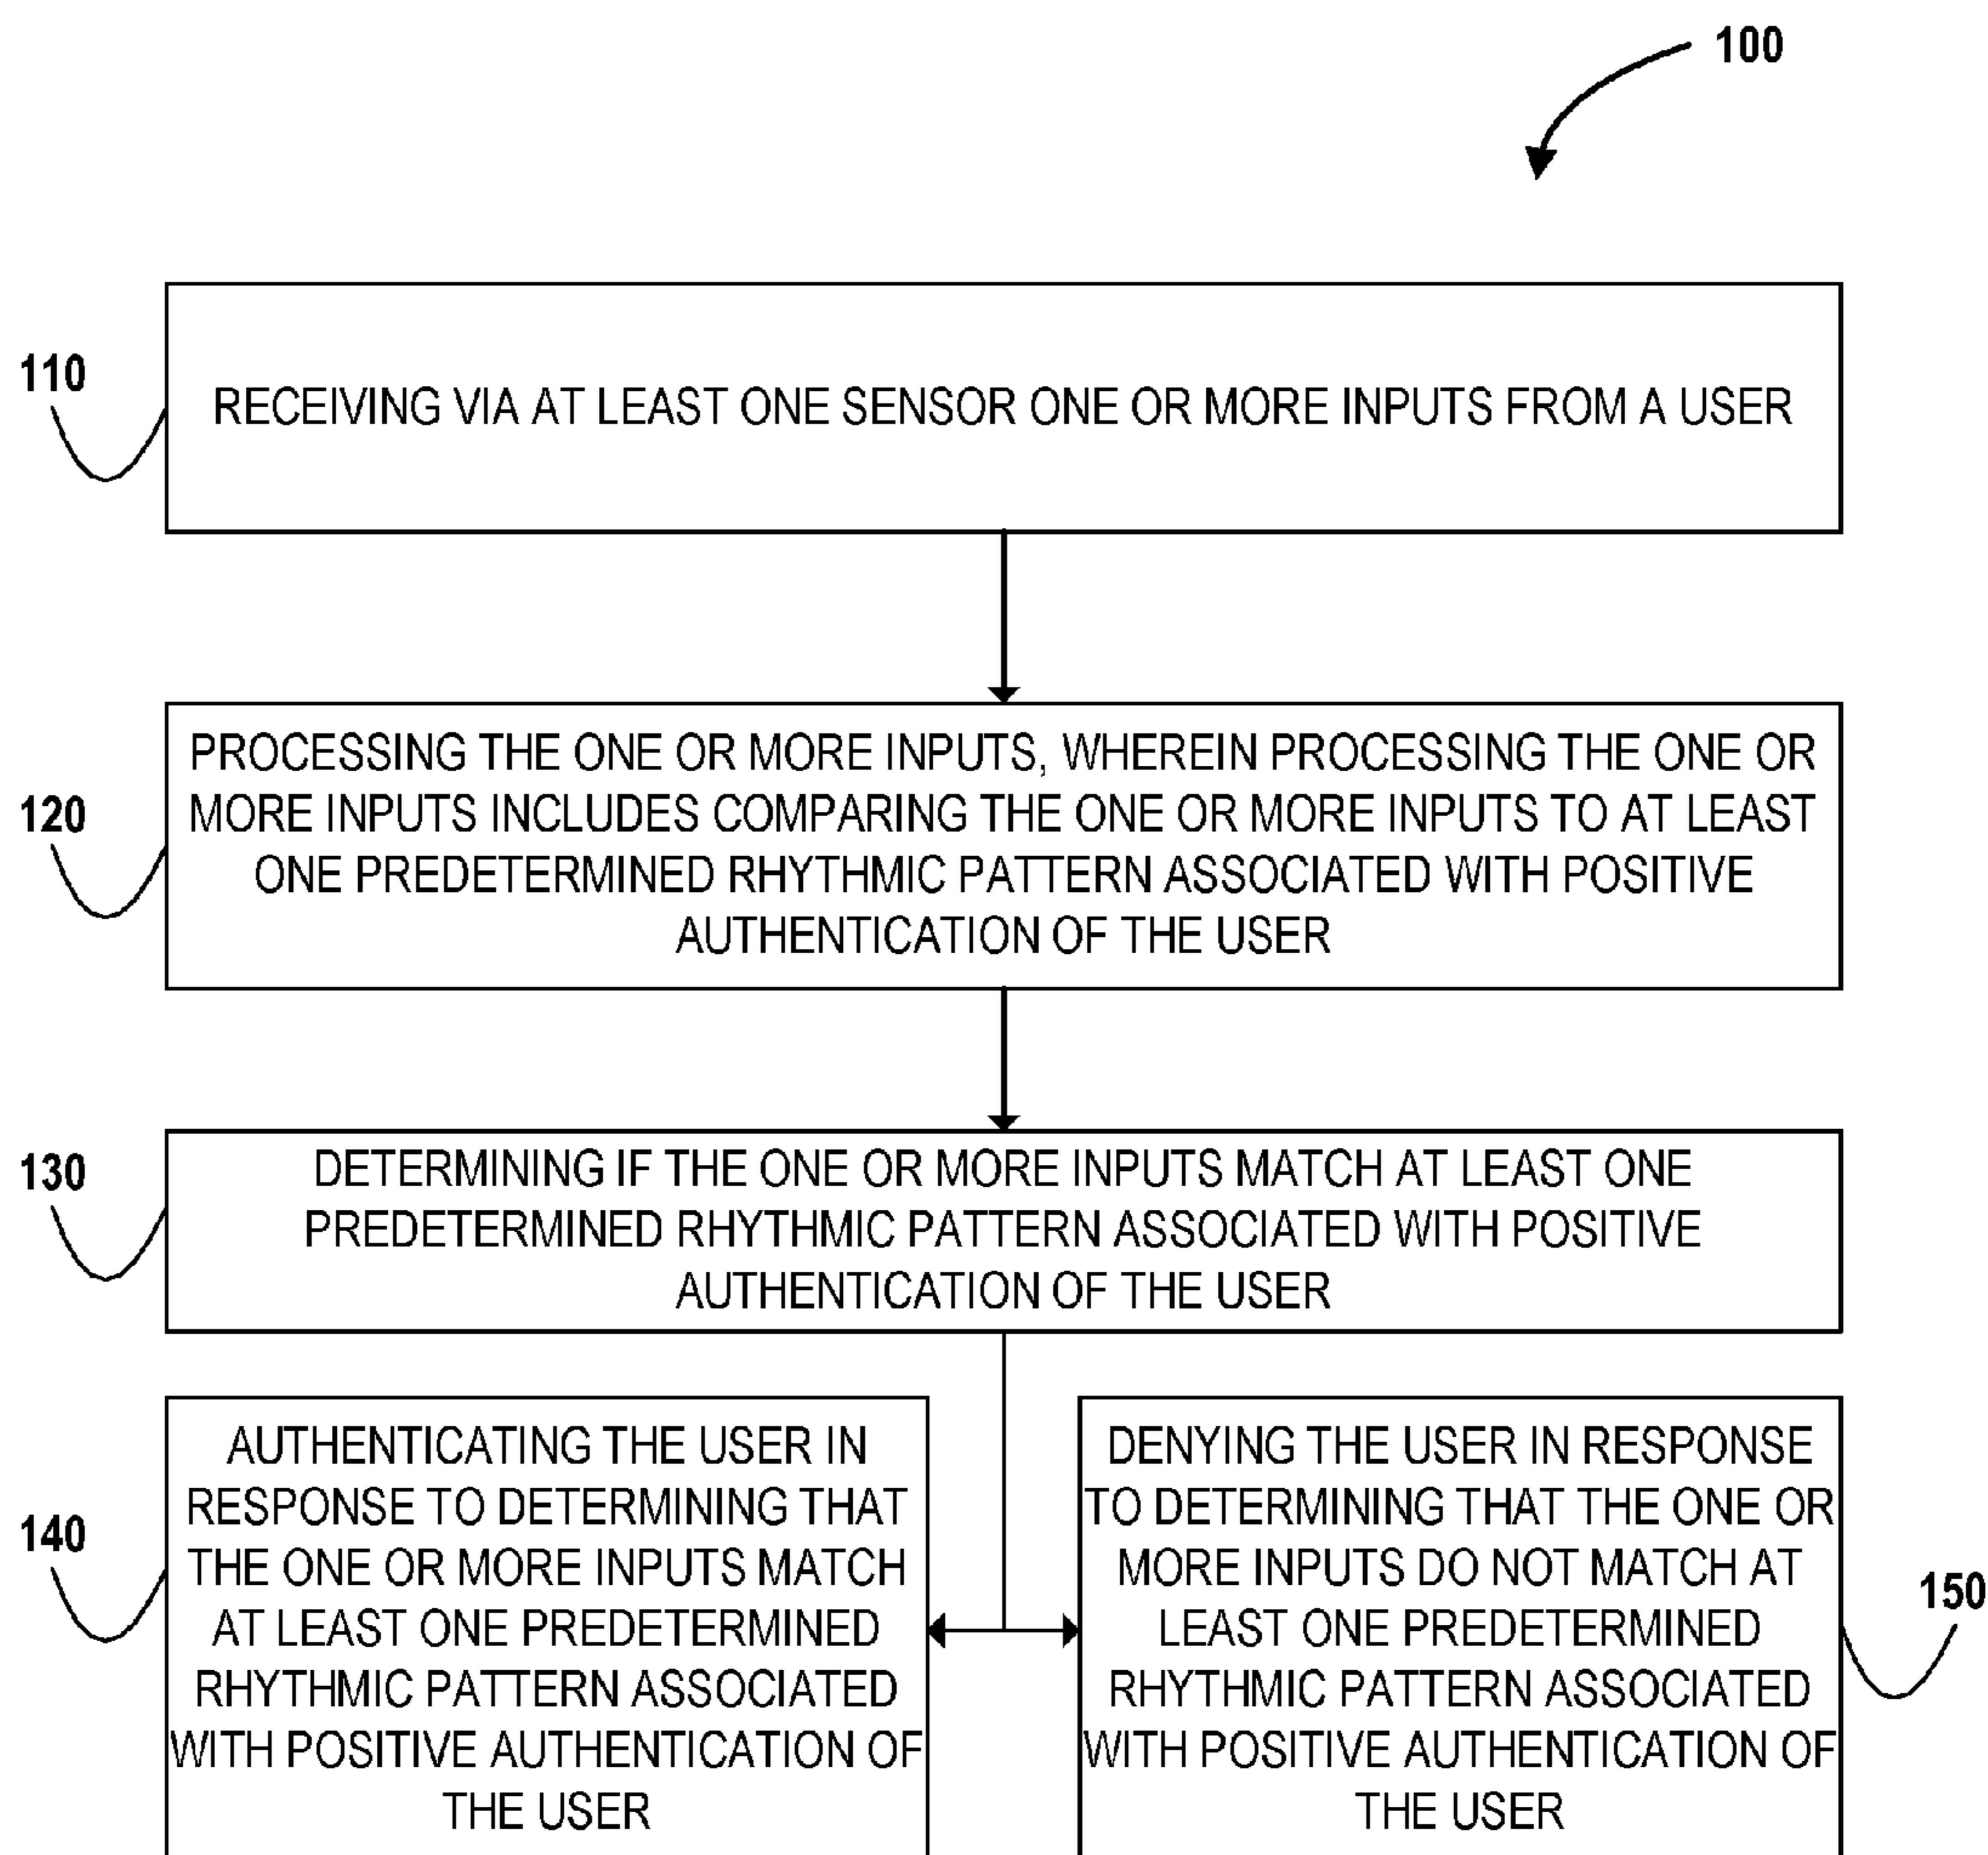 100
110
RECEIVING VIA AT LEAST ONE SENSOR ONE OR MORE INPUTS FROM A USER
120
PROCESSING THE ONE OR MORE INPUTS, WHEREIN PROCESSING THE ONE OR
MORE INPUTS INCLUDES COMPARING THE ONE OR MORE INPUTS TO AT LEAST
ONE PREDETERMINED RHYTHMIC PATTERN ASSOCIATED WITH POSITIVE
AUTHENTICATION OF THE USER
130
DETERMINING IF THE ONE OR MORE INPUTS MATCH AT LEAST ONE
PREDETERMINED RHYTHMIC PATTERN ASSOCIATED WITH POSITIVE
AUTHENTICATION OF THE USER
140
AUTHENTICATING THE USER IN
RESPONSE TO DETERMINING THAT
THE ONE OR MORE INPUTS MATCH
AT LEAST ONE PREDETERMINED
RHYTHMIC PATTERN ASSOCIATED
WITH POSITIVE AUTHENTICATION OF
THE USER
DENYING THE USER IN RESPONSE
TO DETERMINING THAT THE ONE OR
MORE INPUTS DO NOT MATCH AT
LEAST ONE PREDETERMINED
RHYTHMIC PATTERN ASSOCIATED
WITH POSITIVE AUTHENTICATION OF
THE USER
150